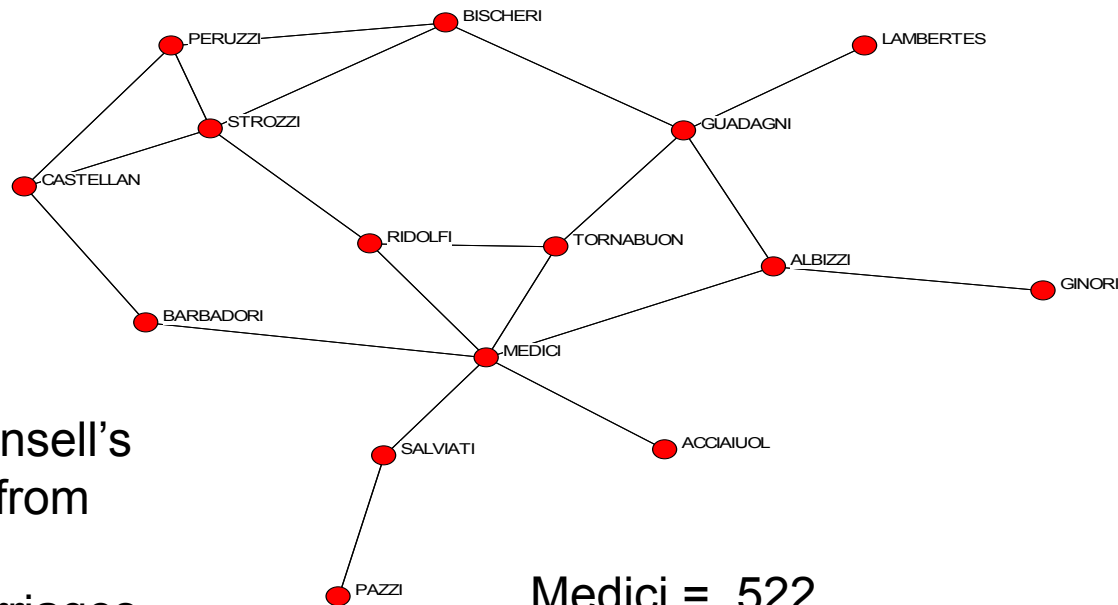 BISCHERI
PERUZZI
LAMBERTES
STROZZI
GUADAGNI
CASTELLAN
RIDOLFI
TORNABUON
ALBIZZI
GINORI
BARBADORI
MEDICI
nsell's
SALVIATI
ACCIAIUOL
from
PAZZI
Medici = .522
rriages